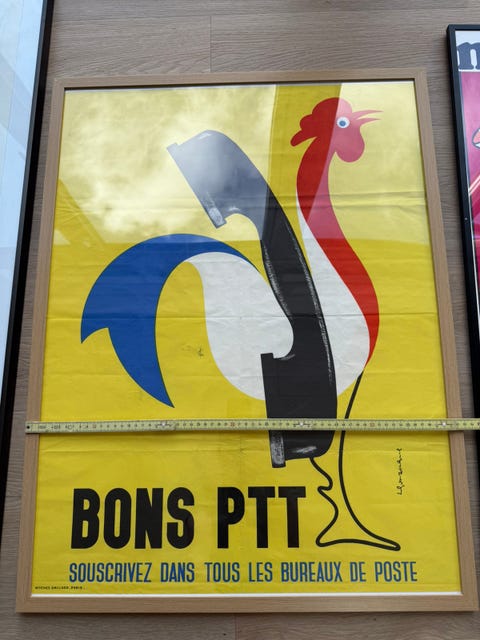 BONS PTT
SOUSCRIVEZ DANS TOUS LES BUREAUX DE POSTE